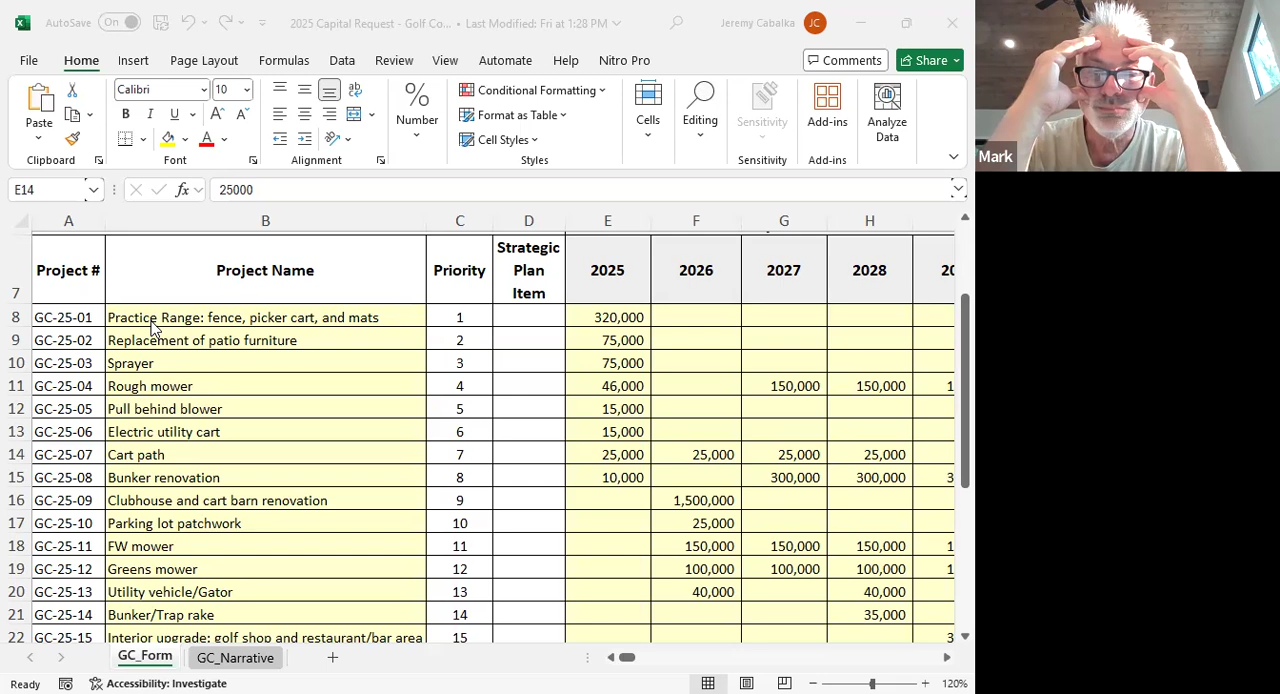 AutoSave On 2025 Capital Request - Golf Co... • Last Modified: Fri at 1:28 PM Jeremy Cabalka JC
File Home Insert Page Layout Formulas Data Review View Automate Help Nitro Pro Comments Share
Paste Calibri 10 B I U A A A % Number Conditional Formatting Format as Table Cell Styles Cells Editing Sensitivity Add-ins Analyze Data
Clipboard Font Alignment Styles Sensitivity Add-ins
E14 fx 25000
A B C D E F G H
7 Project # Project Name Priority Strategic Plan Item 2025 2026 2027 2028 20
8 GC-25-01 Practice Range: fence, picker cart, and mats 1 320,000
9 GC-25-02 Replacement of patio furniture 2 75,000
10 GC-25-03 Sprayer 3 75,000
11 GC-25-04 Rough mower 4 46,000 150,000 150,000 1
12 GC-25-05 Pull behind blower 5 15,000
13 GC-25-06 Electric utility cart 6 15,000
14 GC-25-07 Cart path 7 25,000 25,000 25,000 25,000
15 GC-25-08 Bunker renovation 8 10,000 300,000 300,000 3
16 GC-25-09 Clubhouse and cart barn renovation 9 1,500,000
17 GC-25-10 Parking lot patchwork 10 25,000
18 GC-25-11 FW mower 11 150,000 150,000 150,000 1
19 GC-25-12 Greens mower 12 100,000 100,000 100,000 1
20 GC-25-13 Utility vehicle/Gator 13 40,000 40,000
21 GC-25-14 Bunker/Trap rake 14 35,000
22 GC-25-15 Interior upgrade: golf shop and restaurant/bar area 15 3
GC_Form GC_Narrative
Ready Accessibility: Investigate 120%
Mark